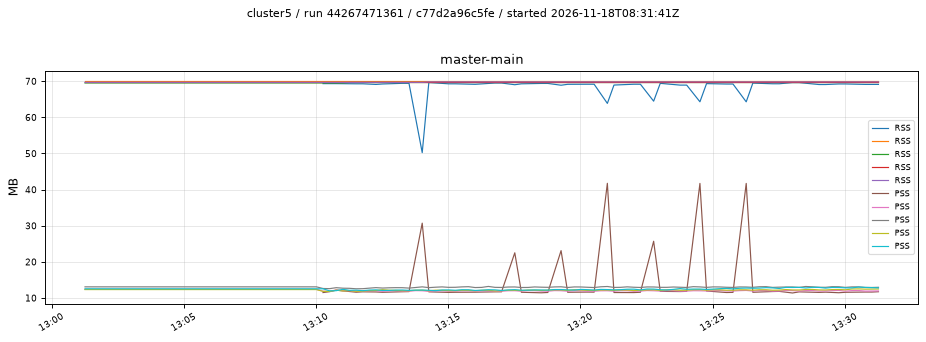 cluster5 / run 44267471361 / c77d2a96c5fe / started 2026-11-18T08:31:41Z
master-main
MB
70
60
50
40
30
20
10
13:00
13:05
13:10
13:15
13:20
13:25
13:30
RSS
RSS
RSS
RSS
RSS
PSS
PSS
PSS
PSS
PSS